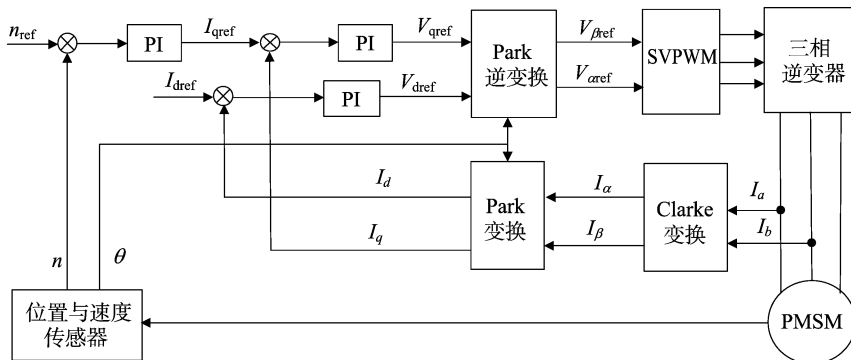 n_ref
PI
I_qref
PI
V_qref
Park
逆变换
V_βref
SVPWM
三相
逆变器
I_dref
PI
V_dref
V_αref
I_d
Park
变换
I_α
Clarke
变换
I_a
I_q
I_β
I_b
n
θ
位置与速度
传感器
PMSM